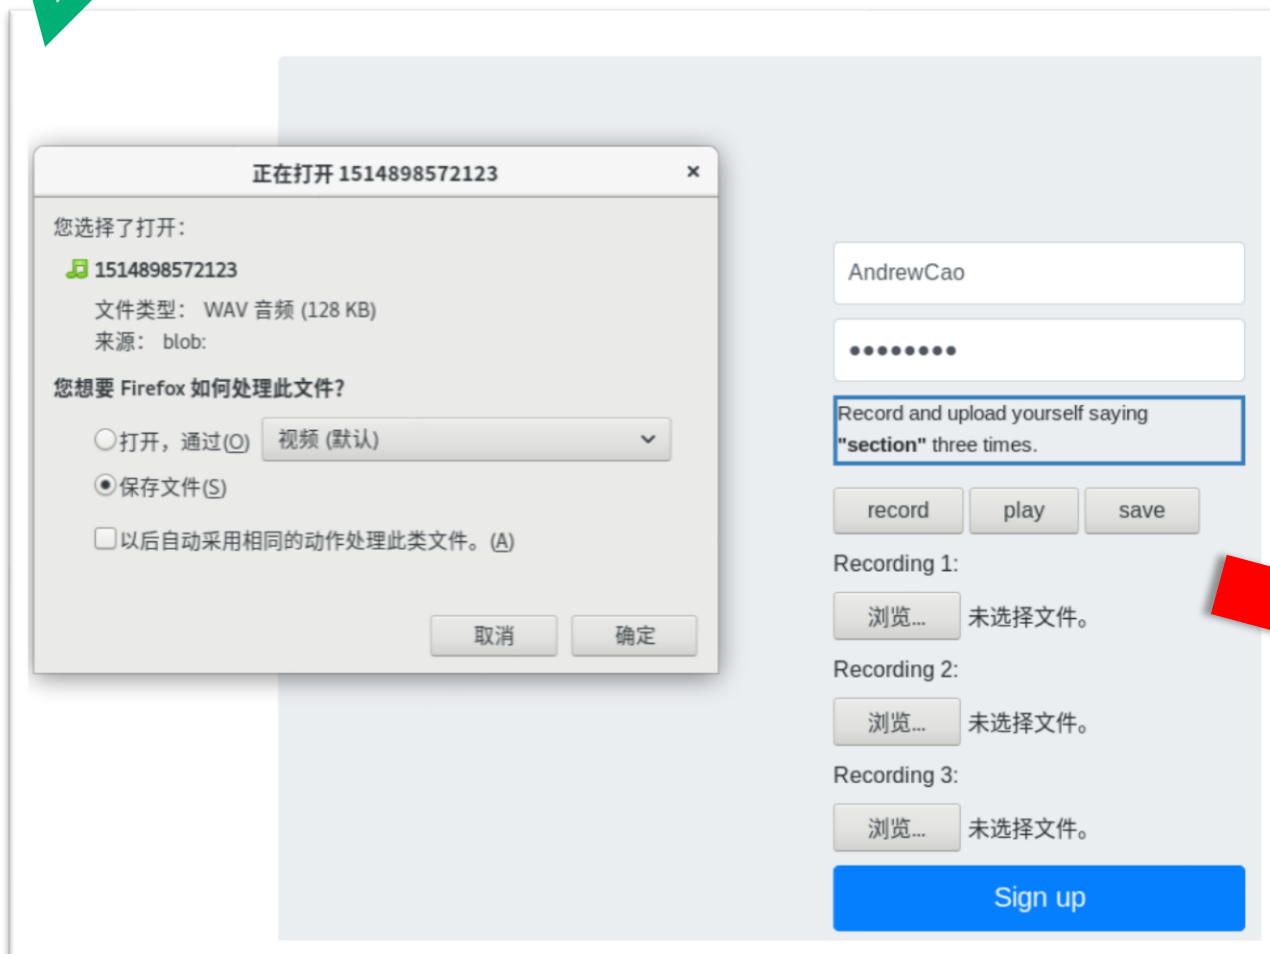 正在打开 1514898572123
×
您选择了打开：
1514898572123
文件类型： WAV 音频 (128 KB)
来源： blob:
您想要 Firefox 如何处理此文件？
打开，通过(O) 视频 (默认)
保存文件(S)
以后自动采用相同的动作处理此类文件。(A)
取消 确定
AndrewCao
••••••••
Record and upload yourself saying
"section" three times.
record play save
Recording 1:
浏览... 未选择文件。
Recording 2:
浏览... 未选择文件。
Recording 3:
浏览... 未选择文件。
Sign up